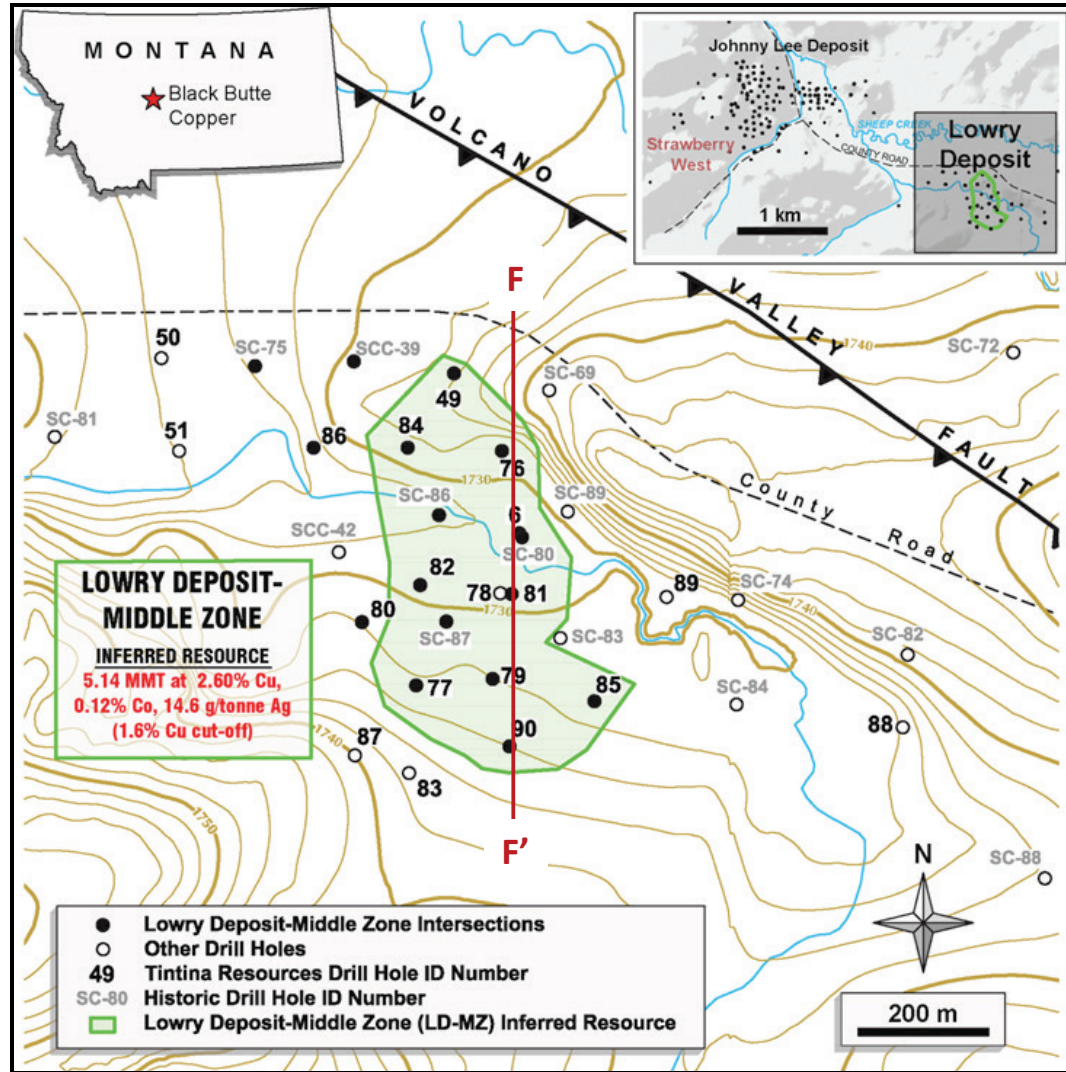 MONTANA
Black Butte
Copper
Johnny Lee Deposit
SHEEP CREEK
Strawberry
West
COUNTY ROAD
Lowry
Deposit
1 km
VOLCANO
VALLEY
FAULT
F
1740
50
SC-75
SCC-39
SC-72
SC-69
49
SC-81
51
86
84
76
1730
SC-86
6
SC-89
County
Road
SCC-42
SC-80
82
78
81
89
SC-74
1740
80
1730
SC-87
SC-83
SC-82
LOWRY DEPOSIT-
MIDDLE ZONE
INFERRED RESOURCE
5.14 MMT at 2.60% Cu,
0.12% Co, 14.6 g/tonne Ag
(1.6% Cu cut-off)
77
79
85
SC-84
88
90
1740
87
83
1750
F’
SC-88
N
Lowry Deposit-Middle Zone Intersections
Other Drill Holes
49 Tintina Resources Drill Hole ID Number
SC-80 Historic Drill Hole ID Number
Lowry Deposit-Middle Zone (LD-MZ) Inferred Resource
200 m